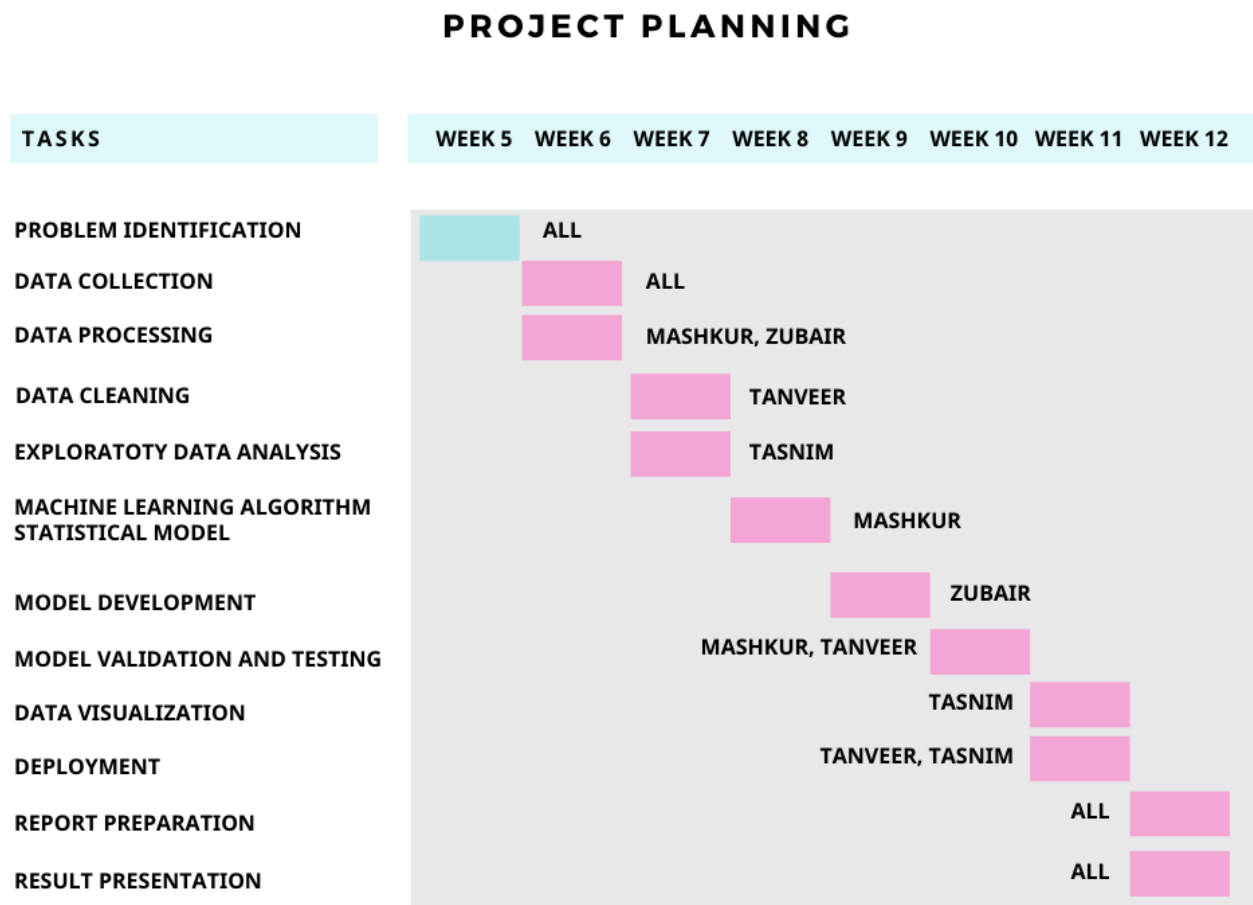 PROJECT PLANNING
TASKS
WEEK 5 WEEK 6 WEEK 7 WEEK 8 WEEK 9 WEEK 10 WEEK 11 WEEK 12
PROBLEM IDENTIFICATION ALL
DATA COLLECTION ALL
DATA PROCESSING MASHKUR, ZUBAIR
DATA CLEANING TANVEER
EXPLORATOTY DATA ANALYSIS TASNIM
MACHINE LEARNING ALGORITHM
STATISTICAL MODEL MASHKUR
MODEL DEVELOPMENT ZUBAIR
MODEL VALIDATION AND TESTING MASHKUR, TANVEER
DATA VISUALIZATION TASNIM
DEPLOYMENT TANVEER, TASNIM
REPORT PREPARATION ALL
RESULT PRESENTATION ALL